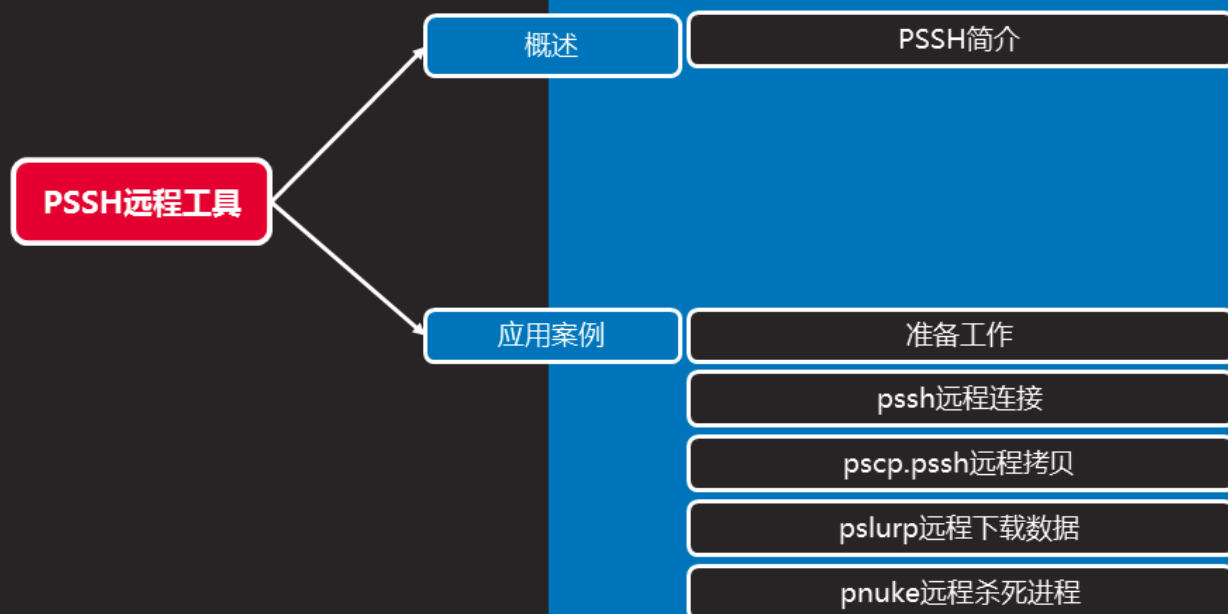 概述
PSSH简介
PSSH远程工具
应用案例
准备工作
pssh远程连接
pscp.pssh远程拷贝
pslurp远程下载数据
pnuke远程杀死进程